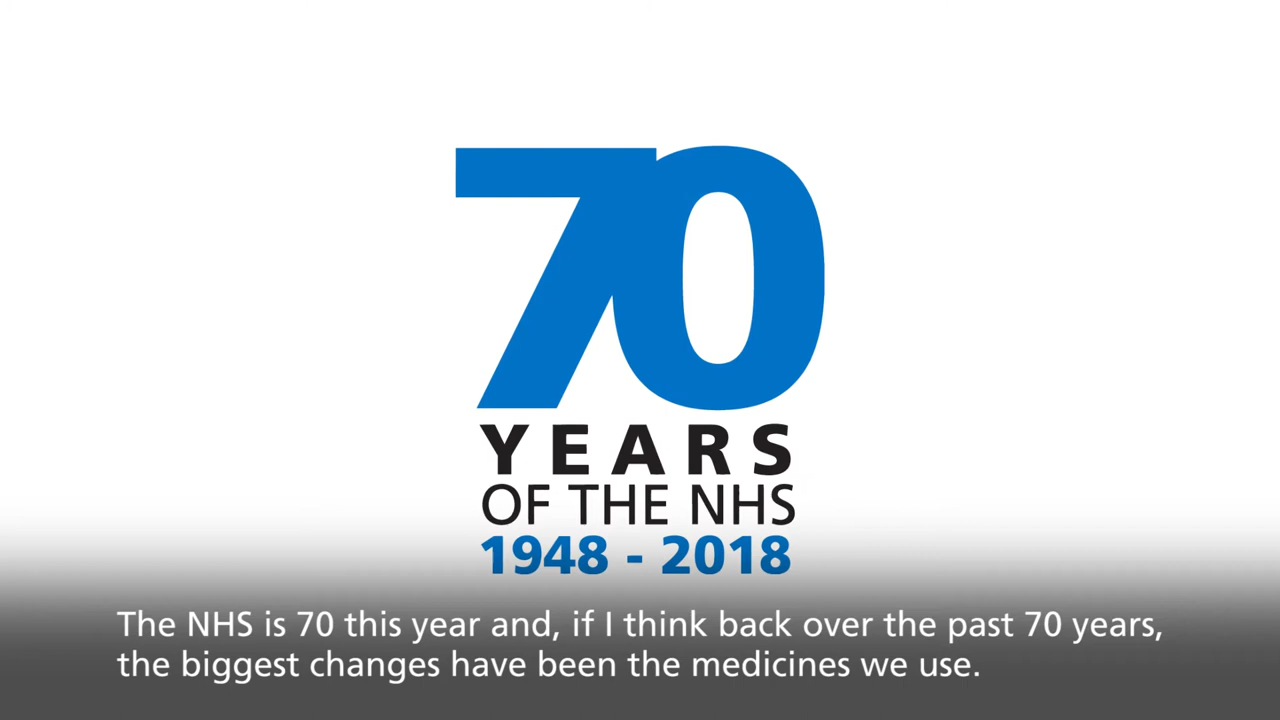 70
YEARS
OF THE NHS
1948 - 2018
The NHS is 70 this year and, if I think back over the past 70 years,
the biggest changes have been the medicines we use.